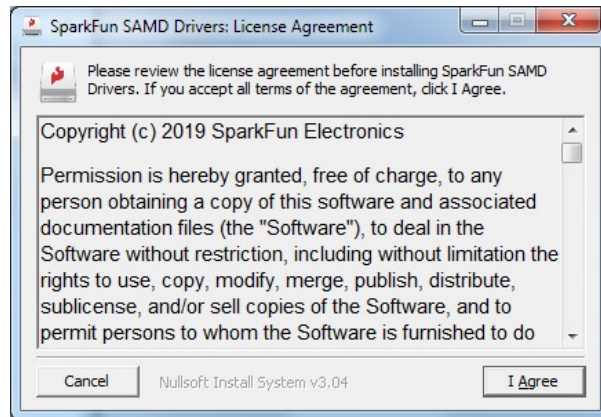 SparkFun SAMD Drivers: License Agreement
Please review the license agreement before installing SparkFun SAMD
Drivers. If you accept all terms of the agreement, click I Agree.
Copyright (c) 2019 SparkFun Electronics
Permission is hereby granted, free of charge, to any
person obtaining a copy of this software and associated
documentation files (the "Software"), to deal in the
Software without restriction, including without limitation the
rights to use, copy, modify, merge, publish, distribute,
sublicense, and/or sell copies of the Software, and to
permit persons to whom the Software is furnished to do
Cancel
Nullsoft Install System v3.04
I Agree